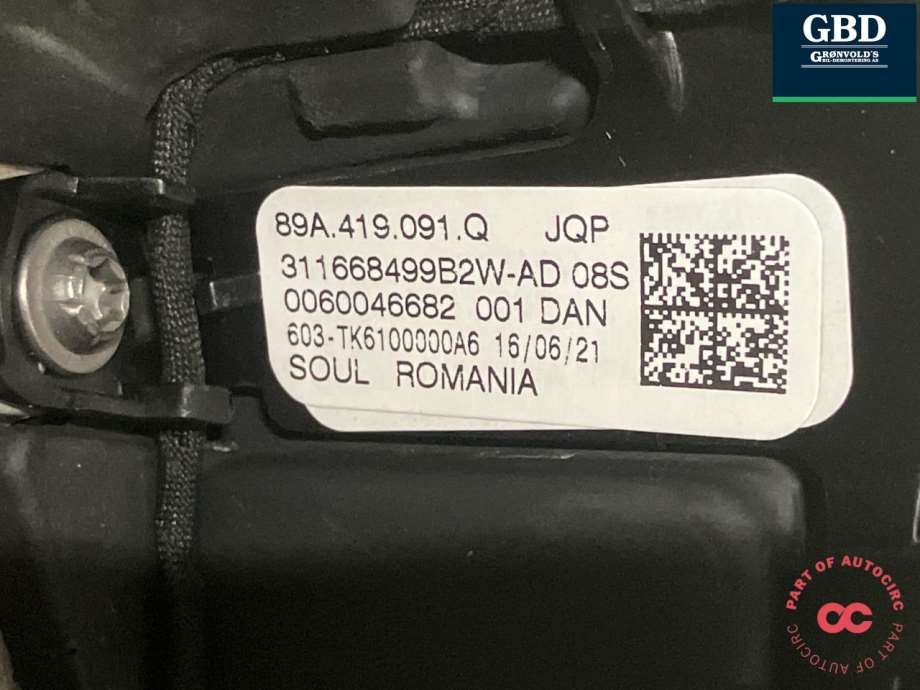 GBD
GRØNVOLD'S
BIL-DEMONTERING AS
89A.419.091.Q JQP
311668499B2W-AD 08S
0060046682 001 DAN
603-TK6100000A6 16/06/21
SOUL ROMANIA
PART OF AUTOCIRC
PART OF AUTOCIRC